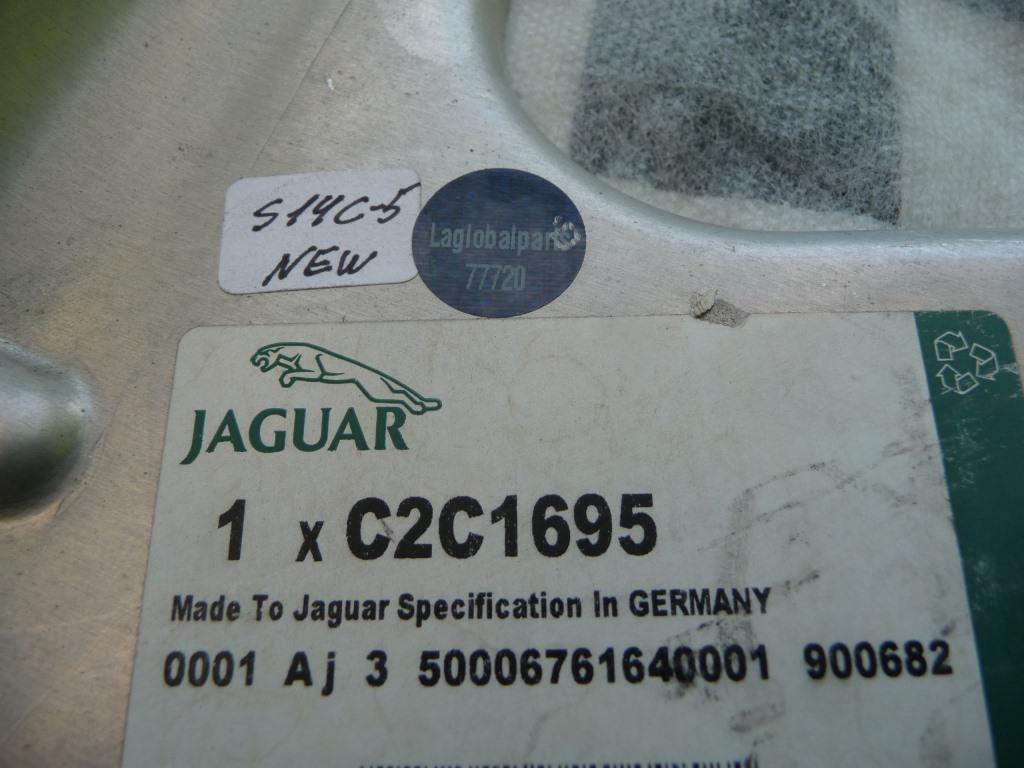 S14C-5
NEW
Laglobalparts
77720
JAGUAR
1 x C2C1695
Made To Jaguar Specification In GERMANY
0001 Aj 3 50006761640001 900682